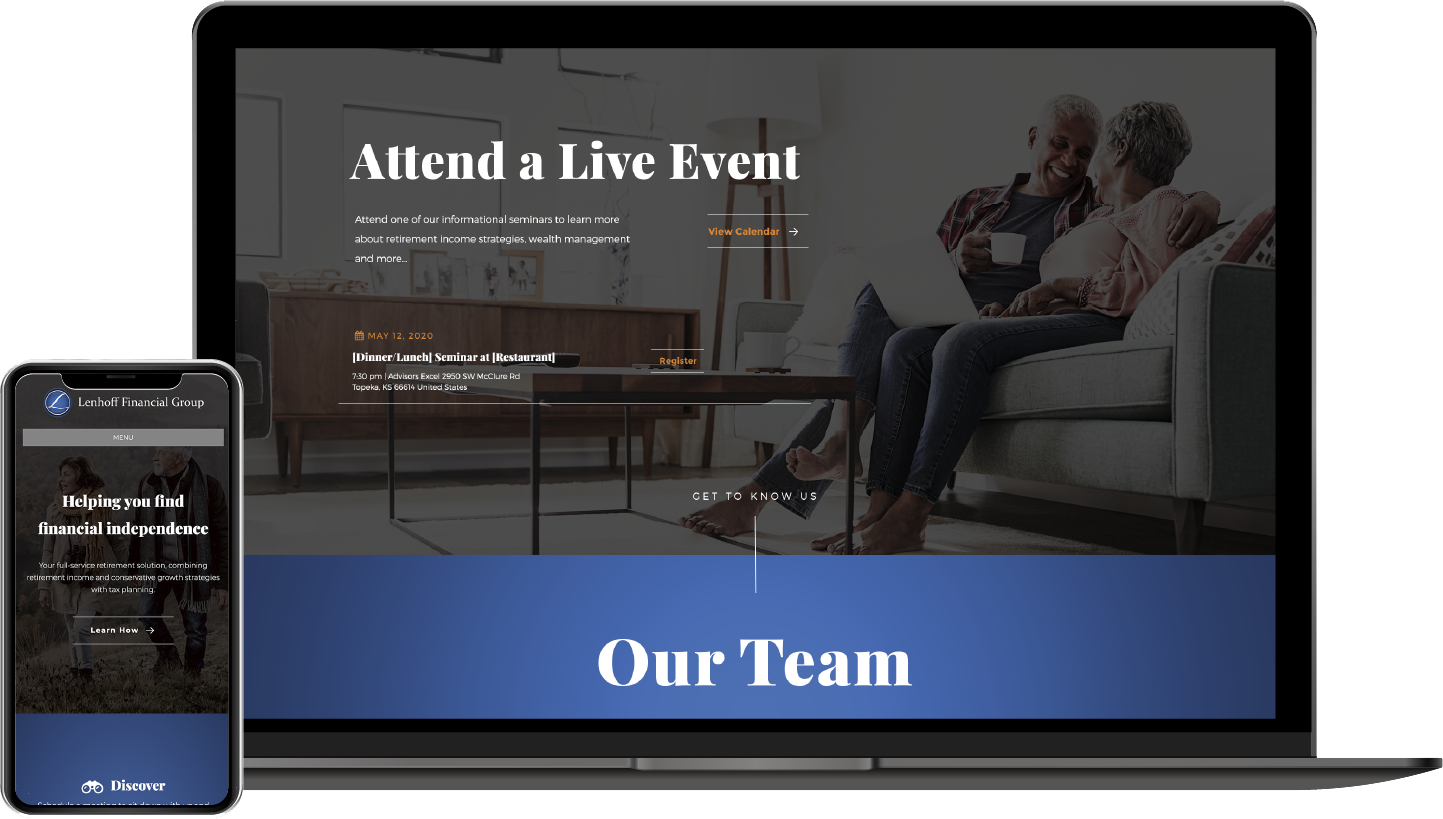 Attend a Live Event
Attend one of our informational seminars to learn more
about retirement income strategies, wealth management
and more...
View Calendar
MAY 12, 2020
[Dinner/Lunch] Seminar at [Restaurant]
7:30 pm | Advisors Excel 2950 SW McClure Rd
Topeka, KS 66614 United States
Register
GET TO KNOW US
Our Team
Lenhoff Financial Group
MENU
Helping you find
financial independence
Your full-service retirement solution, combining
retirement income and conservative growth strategies
with tax planning.
Learn How
Discover